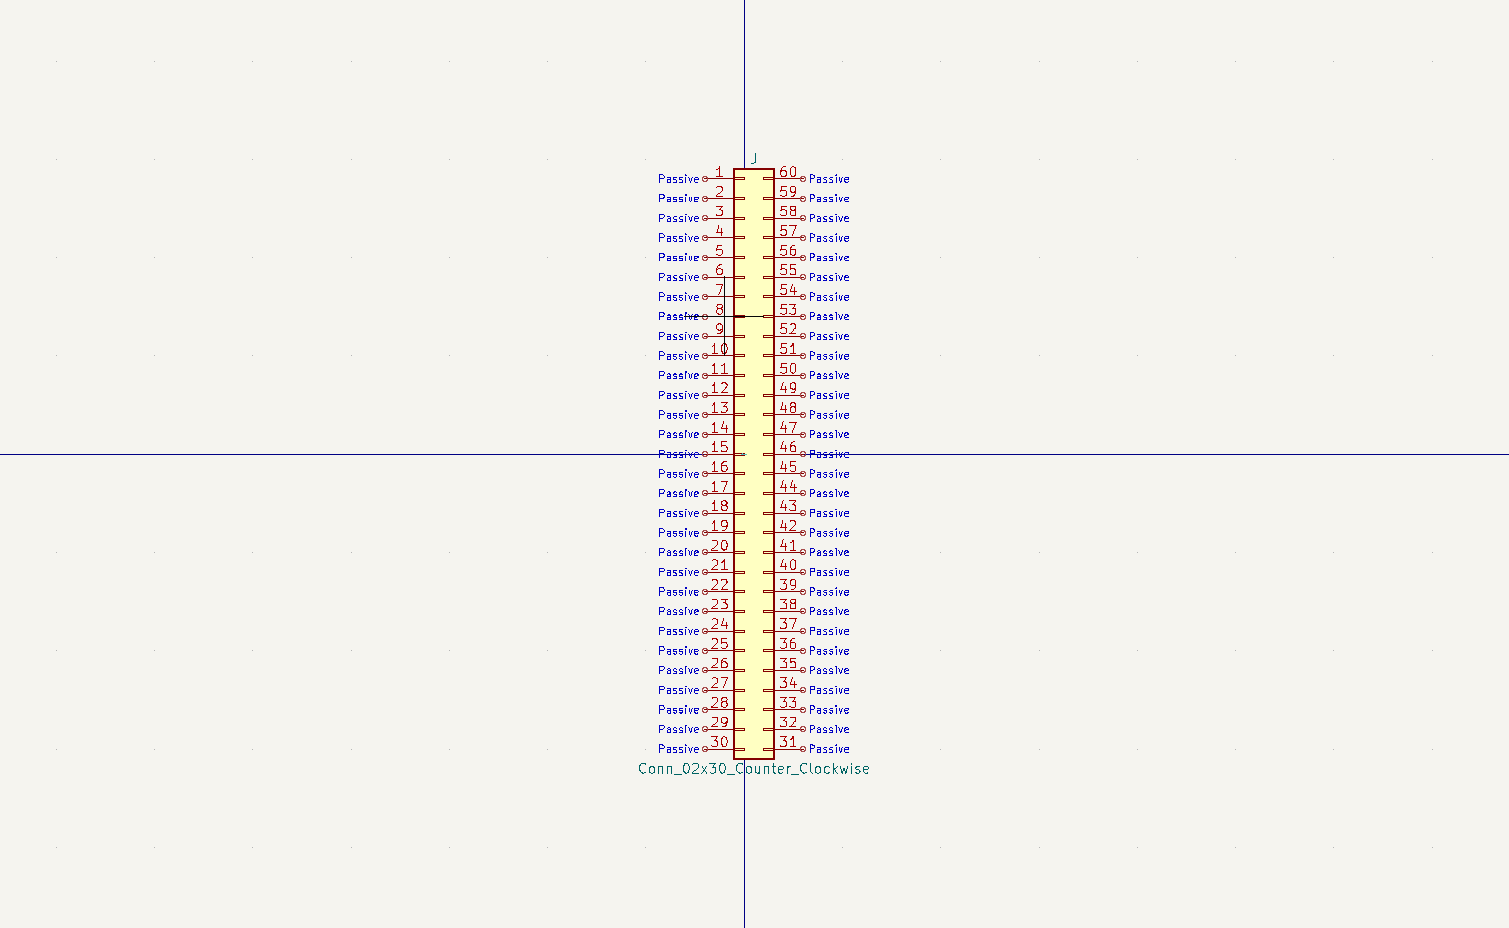 J
Passive 1 60 Passive
Passive 2 59 Passive
Passive 3 58 Passive
Passive 4 57 Passive
Passive 5 56 Passive
Passive 6 55 Passive
Passive 7 54 Passive
Passive 8 53 Passive
Passive 9 52 Passive
Passive 10 51 Passive
Passive 11 50 Passive
Passive 12 49 Passive
Passive 13 48 Passive
Passive 14 47 Passive
Passive 15 46 Passive
Passive 16 45 Passive
Passive 17 44 Passive
Passive 18 43 Passive
Passive 19 42 Passive
Passive 20 41 Passive
Passive 21 40 Passive
Passive 22 39 Passive
Passive 23 38 Passive
Passive 24 37 Passive
Passive 25 36 Passive
Passive 26 35 Passive
Passive 27 34 Passive
Passive 28 33 Passive
Passive 29 32 Passive
Passive 30 31 Passive
Conn_02x30_Counter_Clockwise